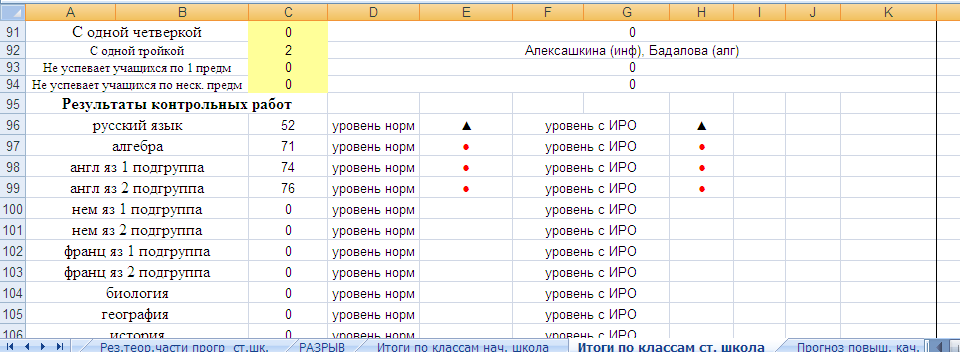 A B C D E F G H I J K
91 С одной четверкой 0 0
92 С одной тройкой 2 Алексашкина (инф), Бадалова (алг)
93 Не успевает учащихся по 1 предм 0 0
94 Не успевает учащихся по неск. предм 0 0
95 Результаты контрольных работ
96 русский язык 52 уровень норм ▲ уровень с ИРО ▲
97 алгебра 71 уровень норм ● уровень с ИРО ●
98 англ яз 1 подгруппа 74 уровень норм ● уровень с ИРО ●
99 англ яз 2 подгруппа 76 уровень норм ● уровень с ИРО ●
100 нем яз 1 подгруппа 0 уровень норм уровень с ИРО
101 нем яз 2 подгруппа 0 уровень норм уровень с ИРО
102 франц яз 1 подгруппа 0 уровень норм уровень с ИРО
103 франц яз 2 подгруппа 0 уровень норм уровень с ИРО
104 биология 0 уровень норм уровень с ИРО
105 география 0 уровень норм уровень с ИРО
106 история 0 уровень норм уровень с ИРО
Рез.теор.части прогр_ст.шк. РАЗРЫВ Итоги по классам нач. школа Итоги по классам ст. школа Прогноз повыш. кач.